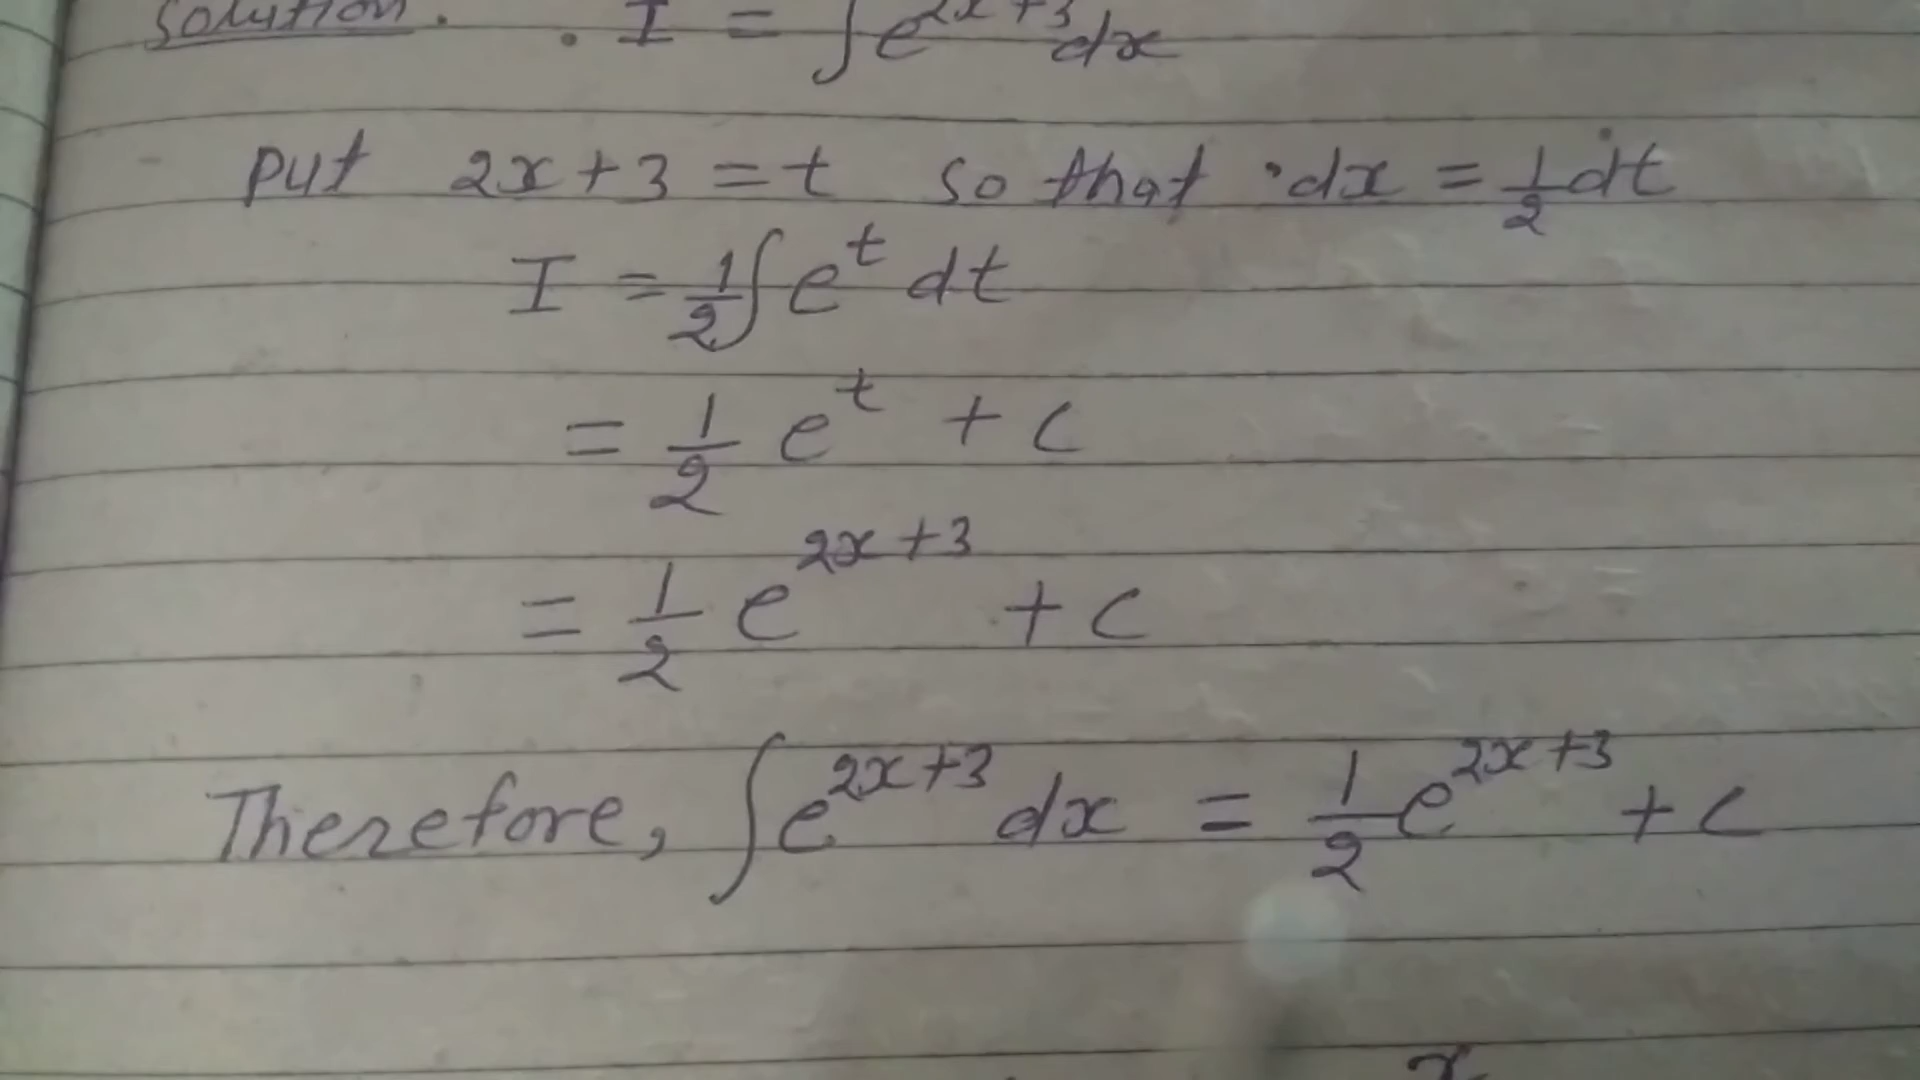 Solution. . I = ∫e^{2x+3}dx
put 2x+3 = t so that dx = 1/2 dt
I = 1/2 ∫e^t dt
= 1/2 e^t + c
= 1/2 e^{2x+3} + c
Therefore, ∫e^{2x+3} dx = 1/2 e^{2x+3} + c
x